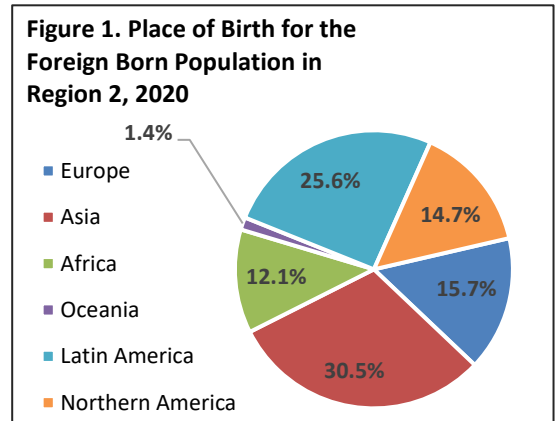 Figure 1. Place of Birth for the
Foreign Born Population in
Region 2, 2020
1.4%
25.6%
14.7%
12.1%
15.7%
30.5%
Europe
Asia
Africa
Oceania
Latin America
Northern America